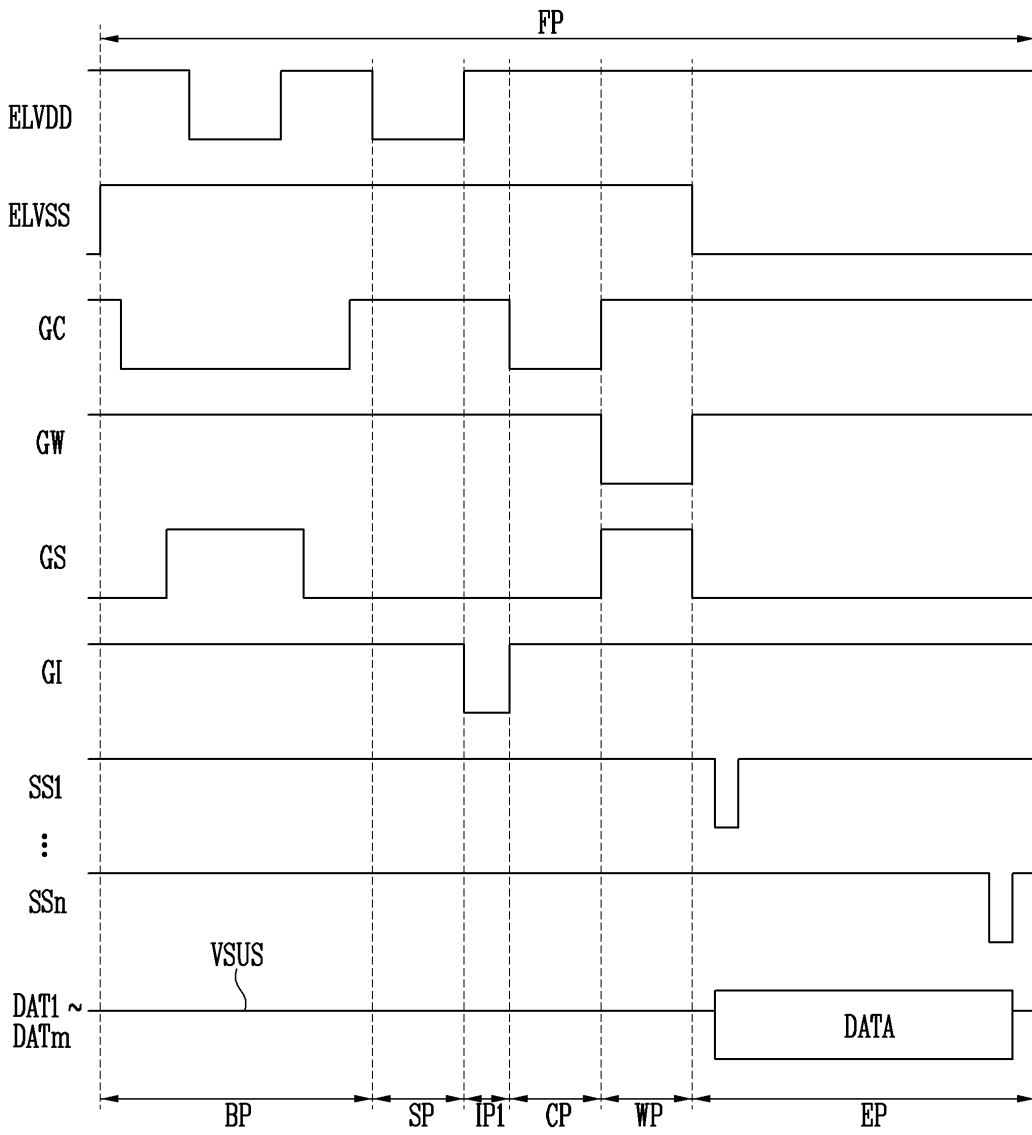 FP
ELVDD
ELVSS
GC
GW
GS
GI
SS1
⋮
SSn
VSUS
DAT1 ~
DATm
DATA
BP SP IP1 CP WP EP